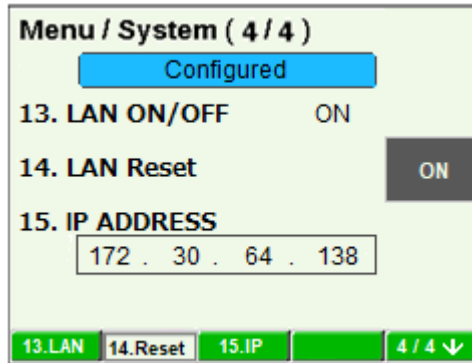 Menu / System ( 4 / 4 )
Configured
13. LAN ON/OFF ON
14. LAN Reset
ON
15. IP ADDRESS
172 . 30 . 64 . 138
13.LAN 14.Reset 15.IP 4 / 4 ↓